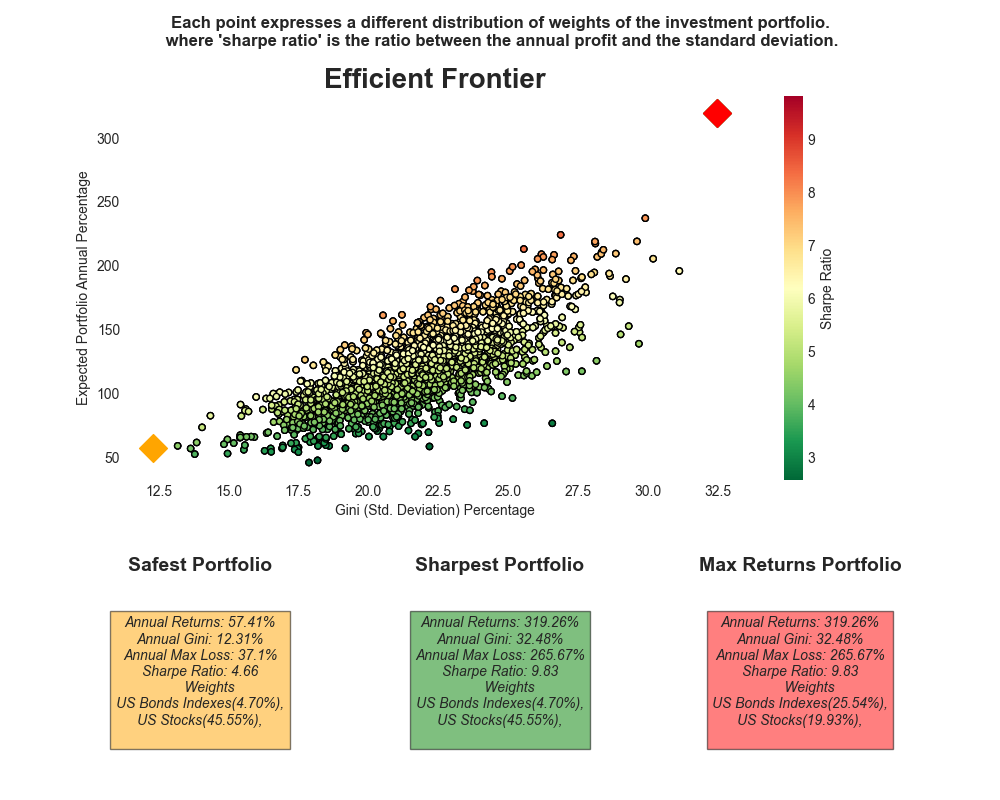 Each point expresses a different distribution of weights of the investment portfolio.
where 'sharpe ratio' is the ratio between the annual profit and the standard deviation.
Efficient Frontier
Expected Portfolio Annual Percentage
300
250
200
150
100
50
12.5
15.0
17.5
20.0
22.5
25.0
27.5
30.0
32.5
Gini (Std. Deviation) Percentage
9
8
7
6
5
4
3
Sharpe Ratio
Safest Portfolio
Annual Returns: 57.41%
Annual Gini: 12.31%
Annual Max Loss: 37.1%
Sharpe Ratio: 4.66
Weights
US Bonds Indexes(4.70%),
US Stocks(45.55%),
Sharpest Portfolio
Annual Returns: 319.26%
Annual Gini: 32.48%
Annual Max Loss: 265.67%
Sharpe Ratio: 9.83
Weights
US Bonds Indexes(4.70%),
US Stocks(45.55%),
Max Returns Portfolio
Annual Returns: 319.26%
Annual Gini: 32.48%
Annual Max Loss: 265.67%
Sharpe Ratio: 9.83
Weights
US Bonds Indexes(25.54%),
US Stocks(19.93%),